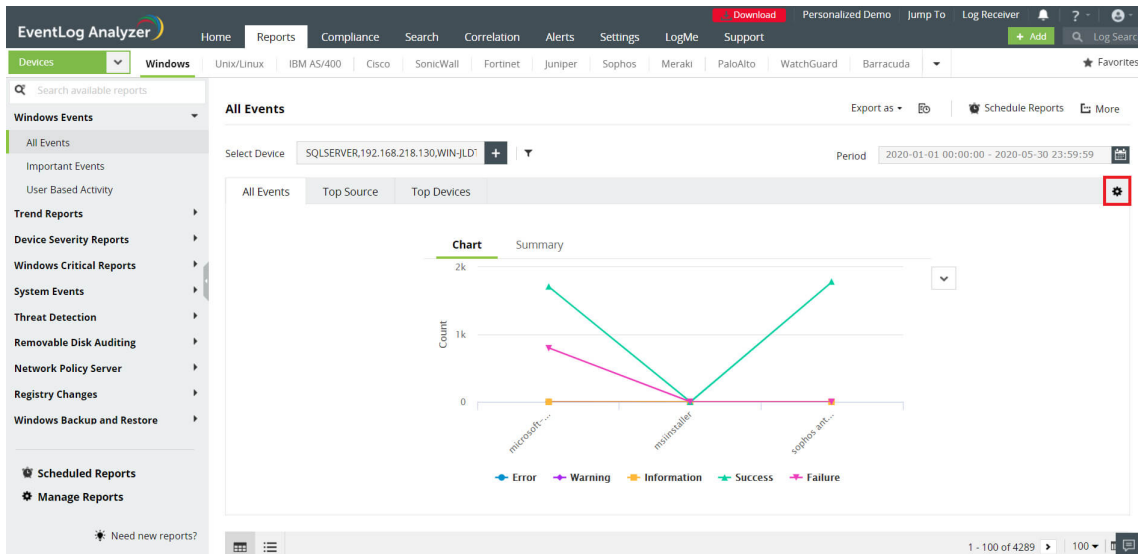 Download Personalized Demo Jump To Log Receiver ?
EventLog Analyzer
Home Reports Compliance Search Correlation Alerts Settings LogMe Support
+ Add Log Searc
Devices Windows Unix/Linux IBM AS/400 Cisco SonicWall Fortinet Juniper Sophos Meraki PaloAlto WatchGuard Barracuda Favorites
Search available reports
Windows Events
All Events
Important Events
User Based Activity
Trend Reports
Device Severity Reports
Windows Critical Reports
System Events
Threat Detection
Removable Disk Auditing
Network Policy Server
Registry Changes
Windows Backup and Restore
Scheduled Reports
Manage Reports
Need new reports?
All Events
Export as Schedule Reports More
Select Device SQLSERVER,192.168.218.130,WIN-JLDT +
Period 2020-01-01 00:00:00 - 2020-05-30 23:59:59
All Events Top Source Top Devices
Chart Summary
2k
1k
0
Count
microsoft-...
msiinstaller
sophos ant...
Error Warning Information Success Failure
1 - 100 of 4289 > 100